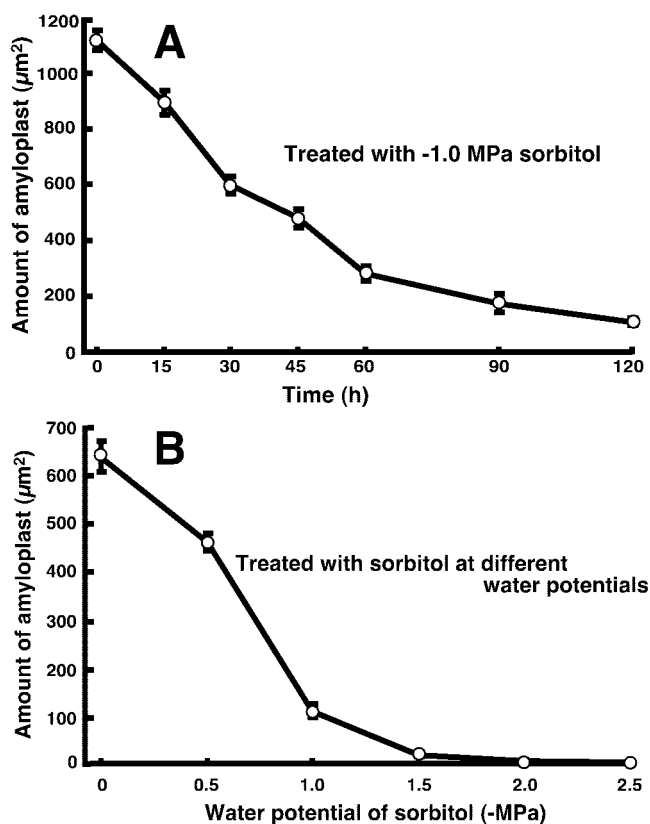 A
Amount of amyloplast (μm²)
1200
1000
800
600
400
200
0
Treated with -1.0 MPa sorbitol
0 15 30 45 60 90 120
Time (h)
B
Amount of amyloplast (μm²)
700
600
500
400
300
200
100
0
Treated with sorbitol at different
water potentials
0 0.5 1.0 1.5 2.0 2.5
Water potential of sorbitol (-MPa)